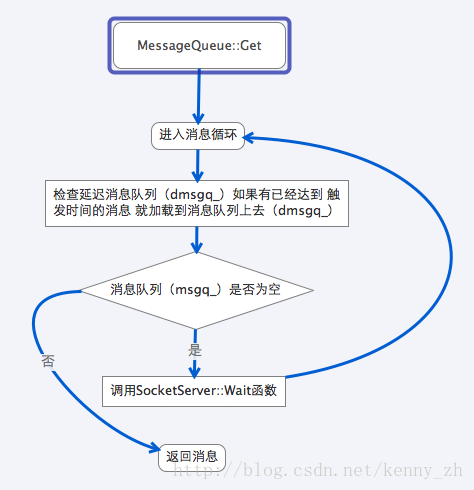 MessageQueue::Get
进入消息循环
检查延迟消息队列（dmsgq_）如果有已经达到 触
发时间的消息 就加载到消息队列上去（dmsgq_）
消息队列（msgq_）是否为空
否
是
调用SocketServer::Wait函数
返回消息
http://blog.csdn.net/kenny_zh